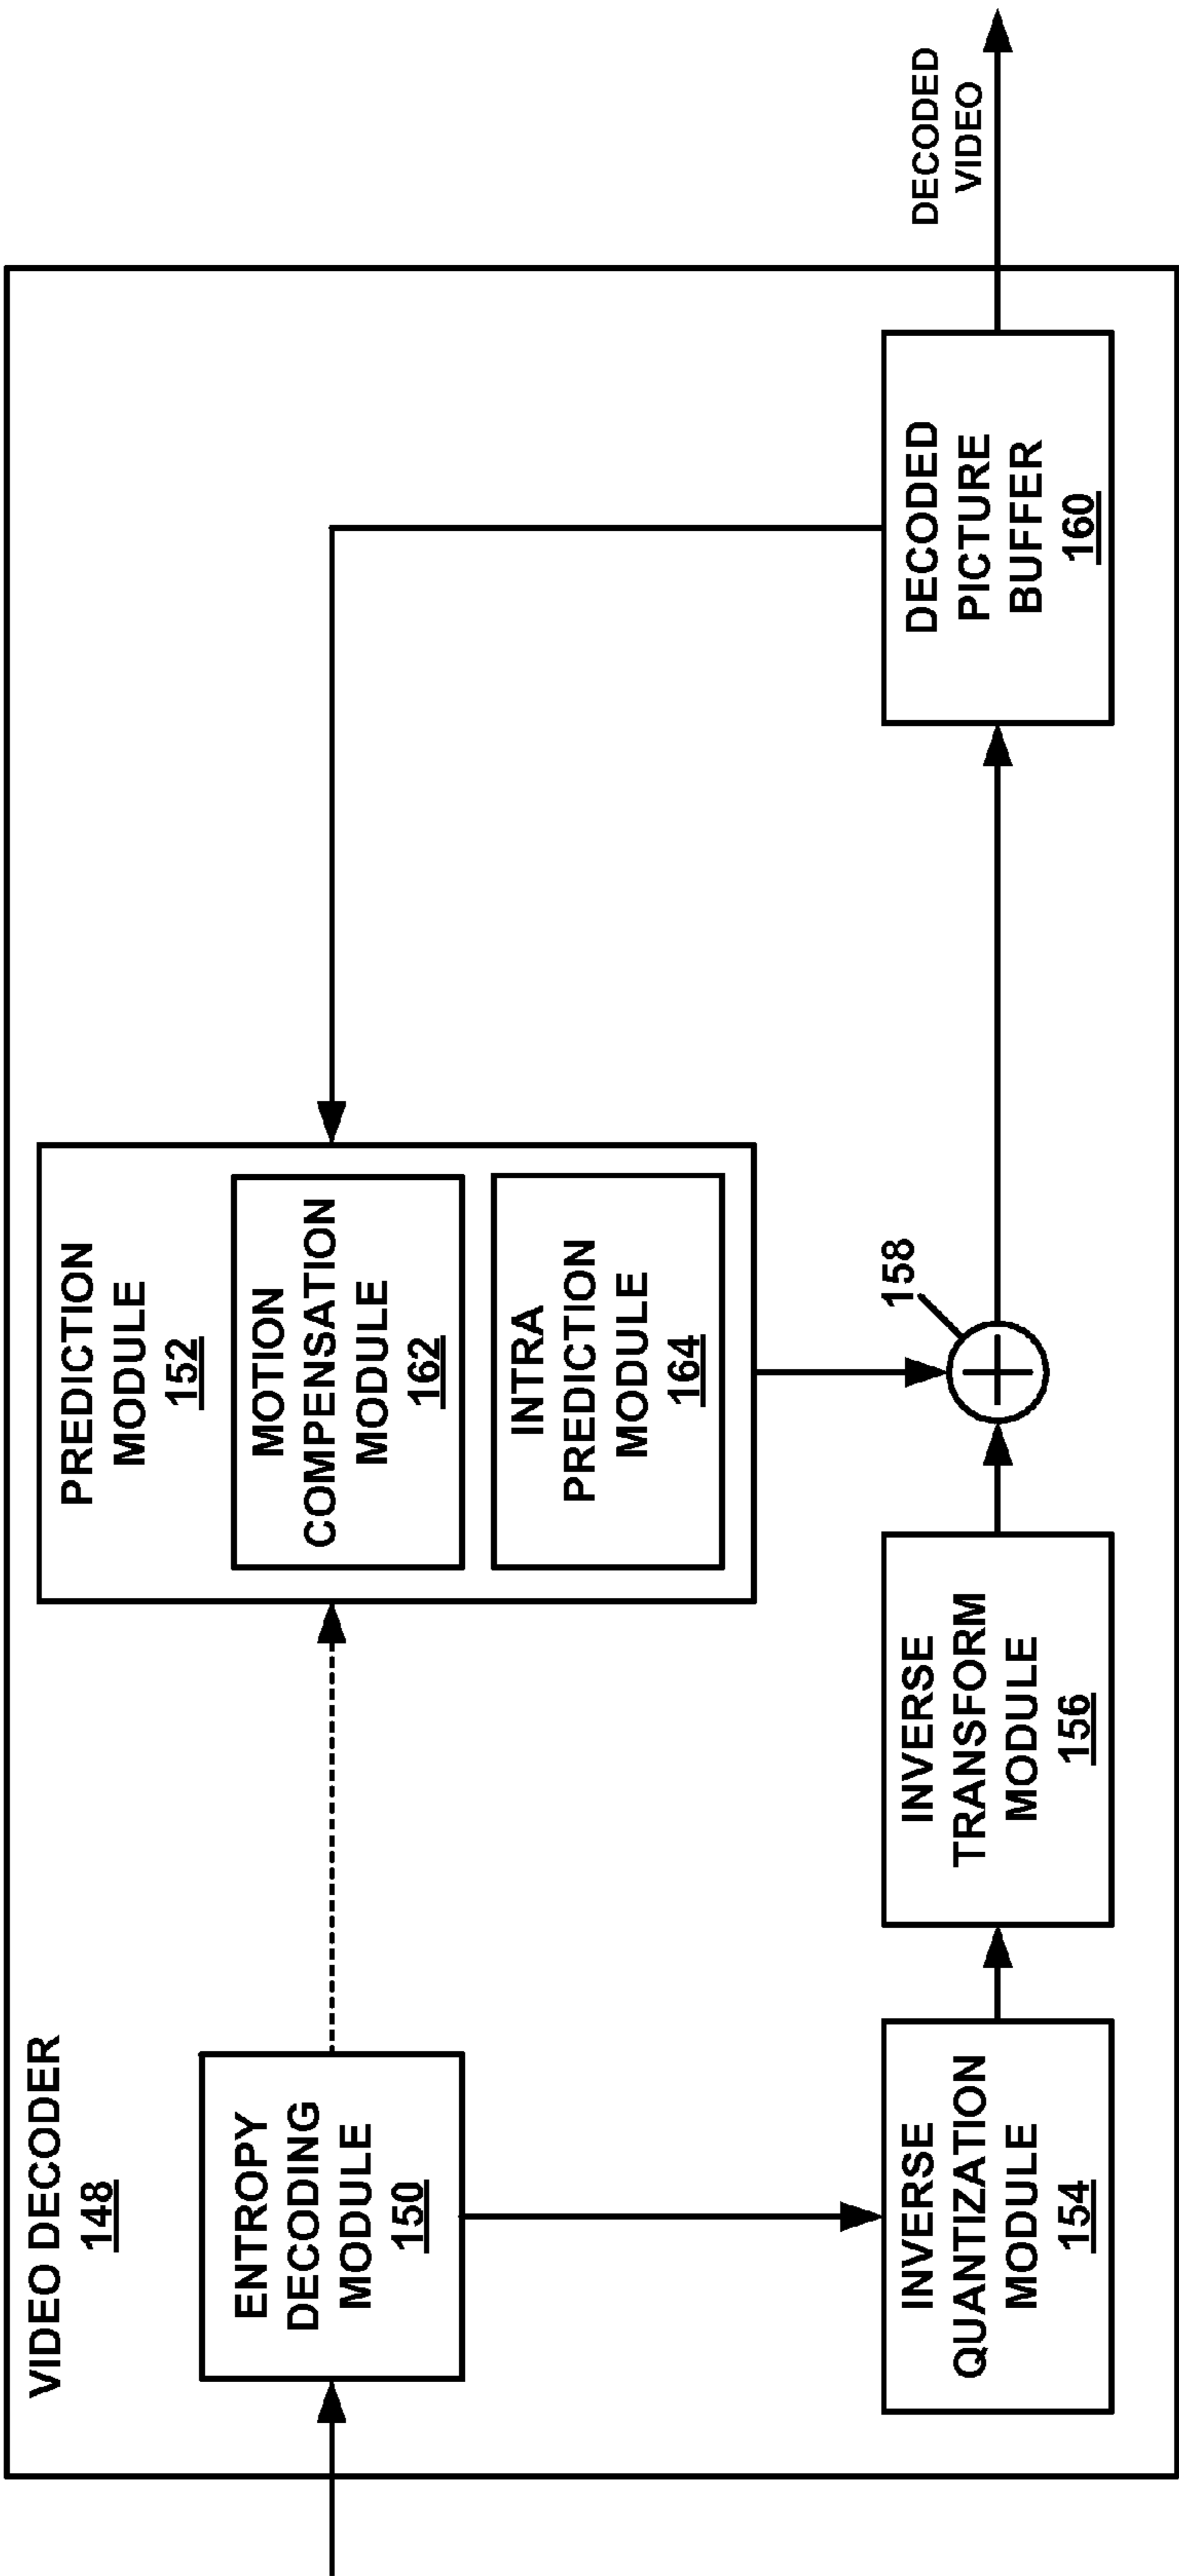 VIDEO DECODER
148
ENTROPY
DECODING
MODULE
150
PREDICTION
MODULE
152
MOTION
COMPENSATION
MODULE
162
INTRA
PREDICTION
MODULE
164
INVERSE
QUANTIZATION
MODULE
154
INVERSE
TRANSFORM
MODULE
156
158
DECODED
PICTURE
BUFFER
160
DECODED
VIDEO